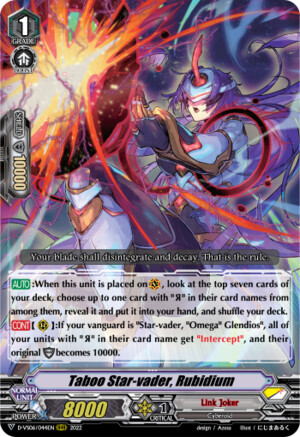 1
GRADE
BOOST
SHIELD
10000
Your blade shall disintegrate and decay. That is the rule.
AUTO:When this unit is placed on , look at the top seven cards of
your deck, choose up to one card with "Я" in their card names from
among them, reveal it and put it into your hand, and shuffle your deck.
CONT【 】:If your vanguard is "Star-vader, "Omega" Glendios", all of
your units with "Я" in their card name get "Intercept", and their
original becomes 8000.
Taboo Star-vader, Rubidium
NORMAL
UNIT
POWER
8000
1
CRITICAL
Link Joker
Cyberoid
D-VS06/044EN RRR 2022
design / Azusa
illust / にじまあるく